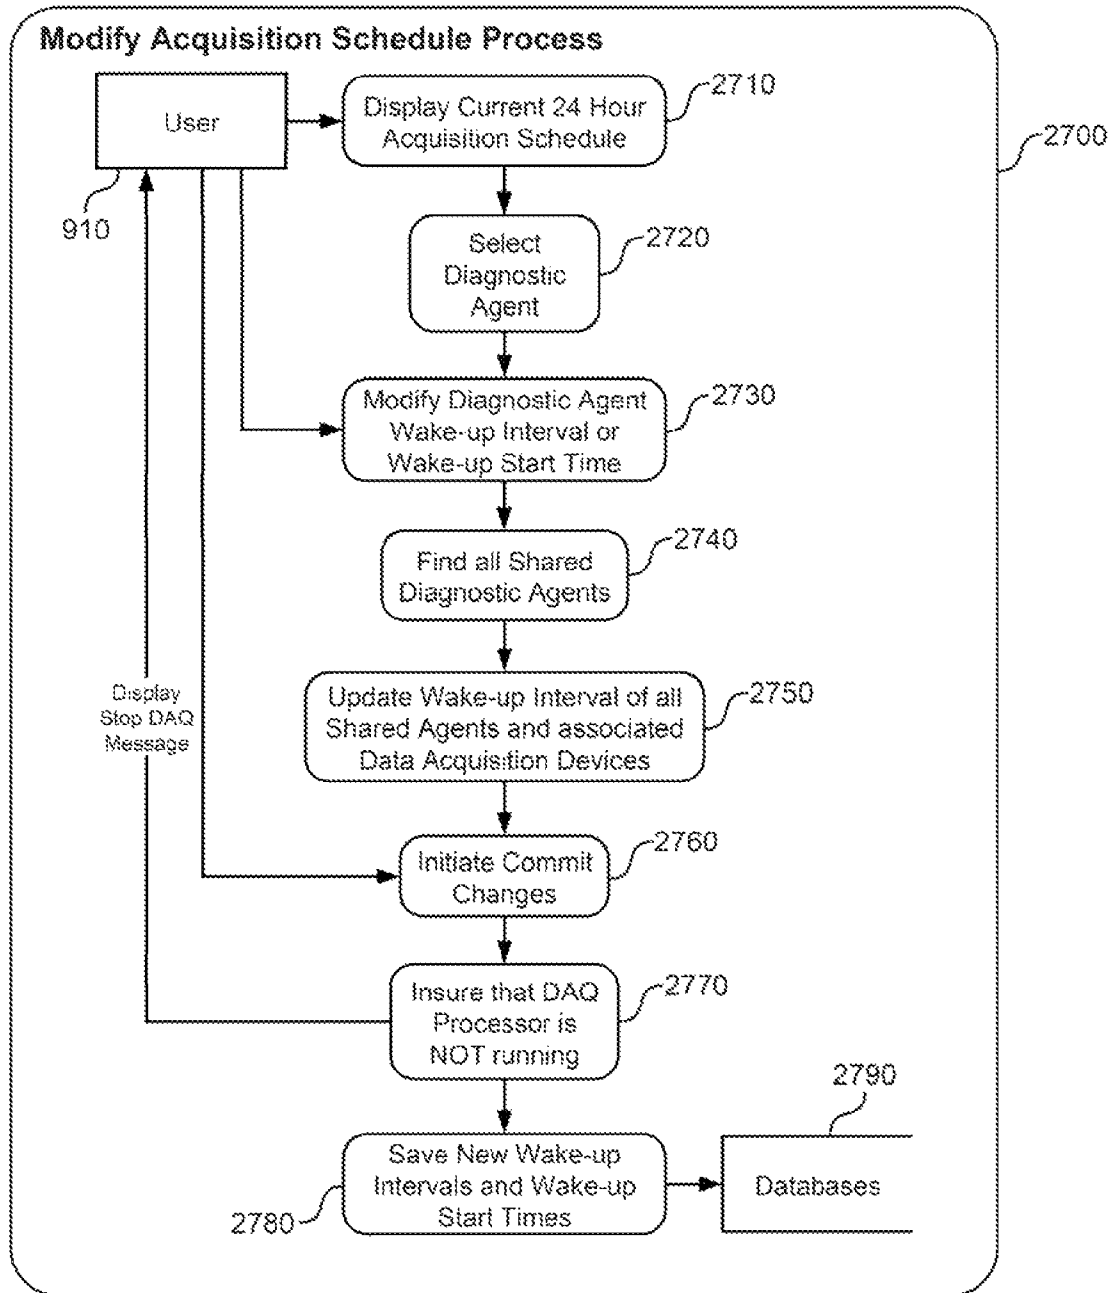 Modify Acquisition Schedule Process
User
910
Display Current 24 Hour
Acquisition Schedule
2710
2700
Select
Diagnostic
Agent
2720
Modify Diagnostic Agent
Wake-up Interval or
Wake-up Start Time
2730
Find all Shared
Diagnostic Agents
2740
Update Wake-up Interval of all
Shared Agents and associated
Data Acquisition Devices
2750
Display
Stop DAQ
Message
Initiate Commit
Changes
2760
Insure that DAQ
Processor is
NOT running
2770
Save New Wake-up
Intervals and Wake-up
Start Times
2780
Databases
2790